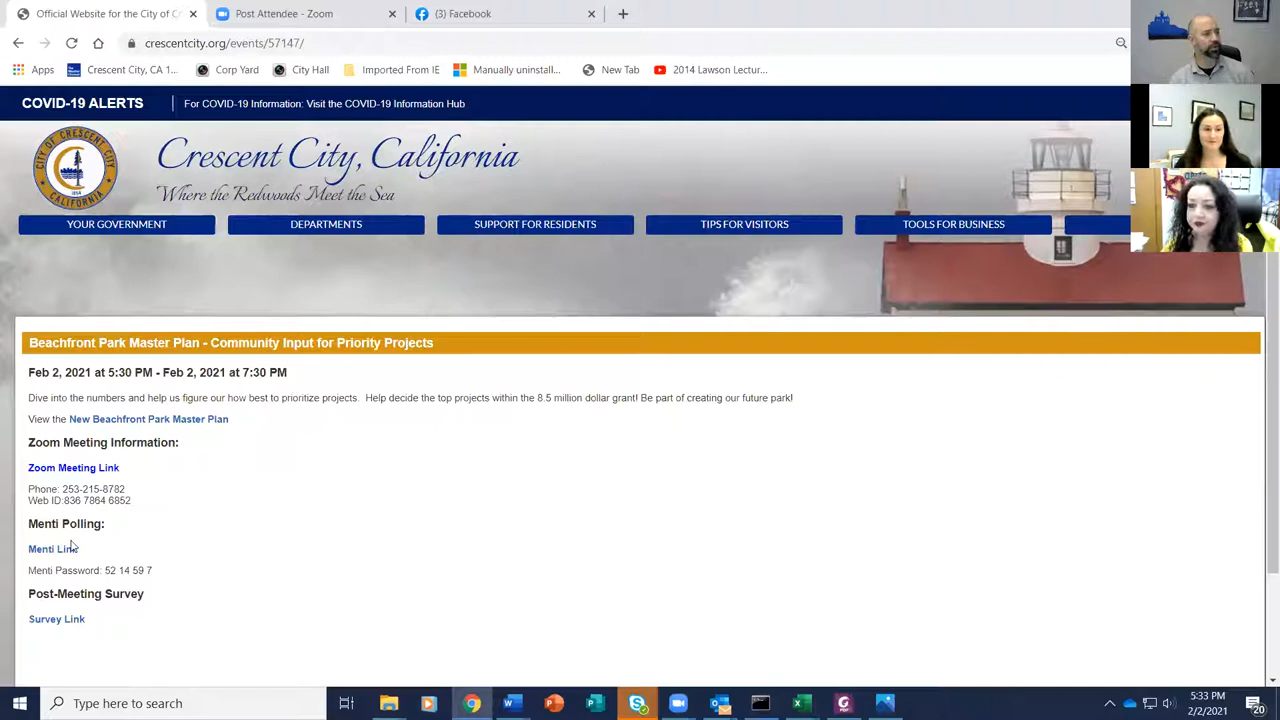 Official Website for the City of C
Post Attendee - Zoom
(3) Facebook
crescentcity.org/events/57147/
Apps
Crescent City, CA 1...
Corp Yard
City Hall
Imported From IE
Manually uninstal...
New Tab
2014 Lawson Lectur...
COVID-19 ALERTS
For COVID-19 Information: Visit the COVID-19 Information Hub
CITY OF CRESCENT CITY
CALIFORNIA
Crescent City, California
Where the Redwoods Meet the Sea
YOUR GOVERNMENT
DEPARTMENTS
SUPPORT FOR RESIDENTS
TIPS FOR VISITORS
TOOLS FOR BUSINESS
Beachfront Park Master Plan - Community Input for Priority Projects
Feb 2, 2021 at 5:30 PM - Feb 2, 2021 at 7:30 PM
Dive into the numbers and help us figure our how best to prioritize projects. Help decide the top projects within the 8.5 million dollar grant! Be part of creating our future park!
View the New Beachfront Park Master Plan
Zoom Meeting Information:
Zoom Meeting Link
Phone: 253-215-8782
Web ID:836 7864 6852
Menti Polling:
Menti Link
Menti Password: 52 14 59 7
Post-Meeting Survey
Survey Link
Type here to search
5:33 PM
2/2/2021
20